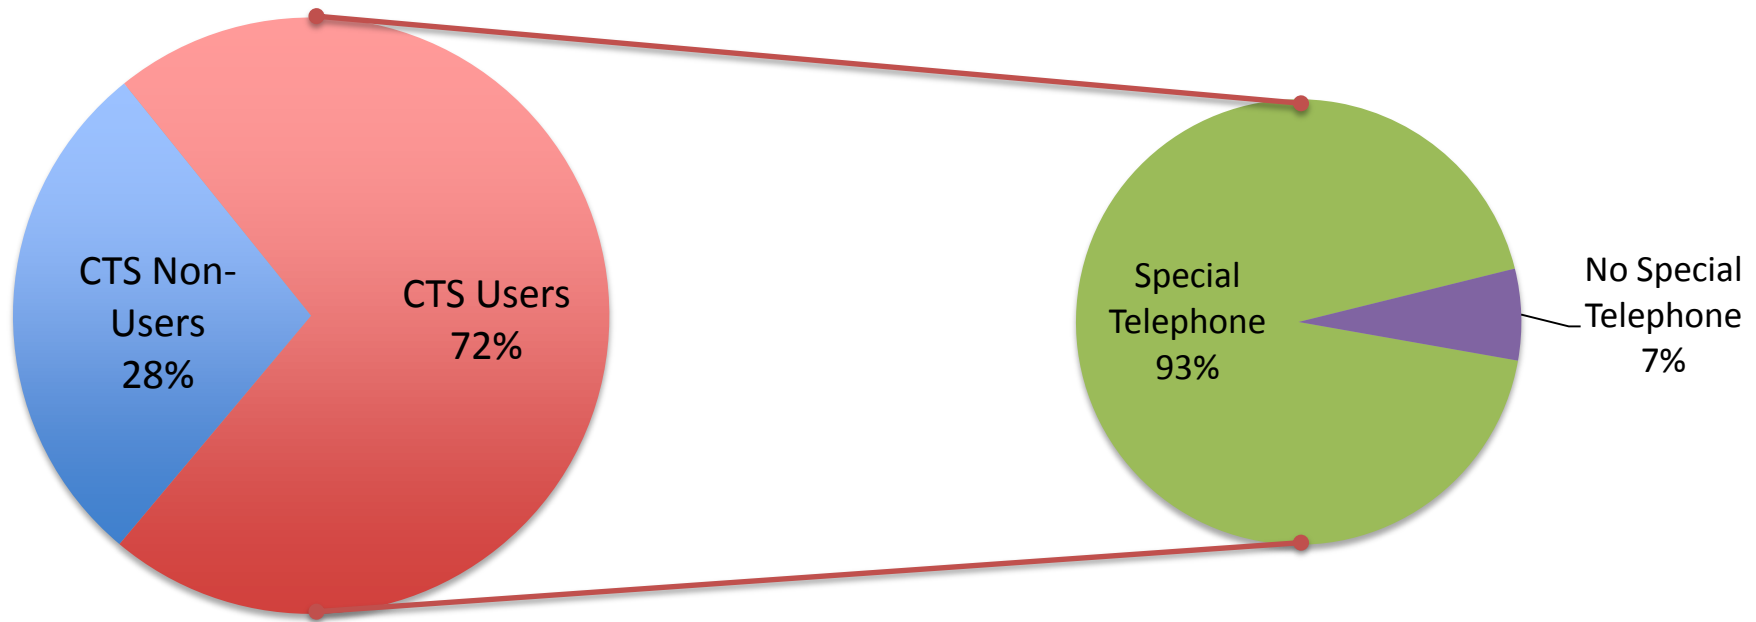 CTS Non-
Users
28%
CTS Users
72%
Special
Telephone
93%
No Special
Telephone
7%